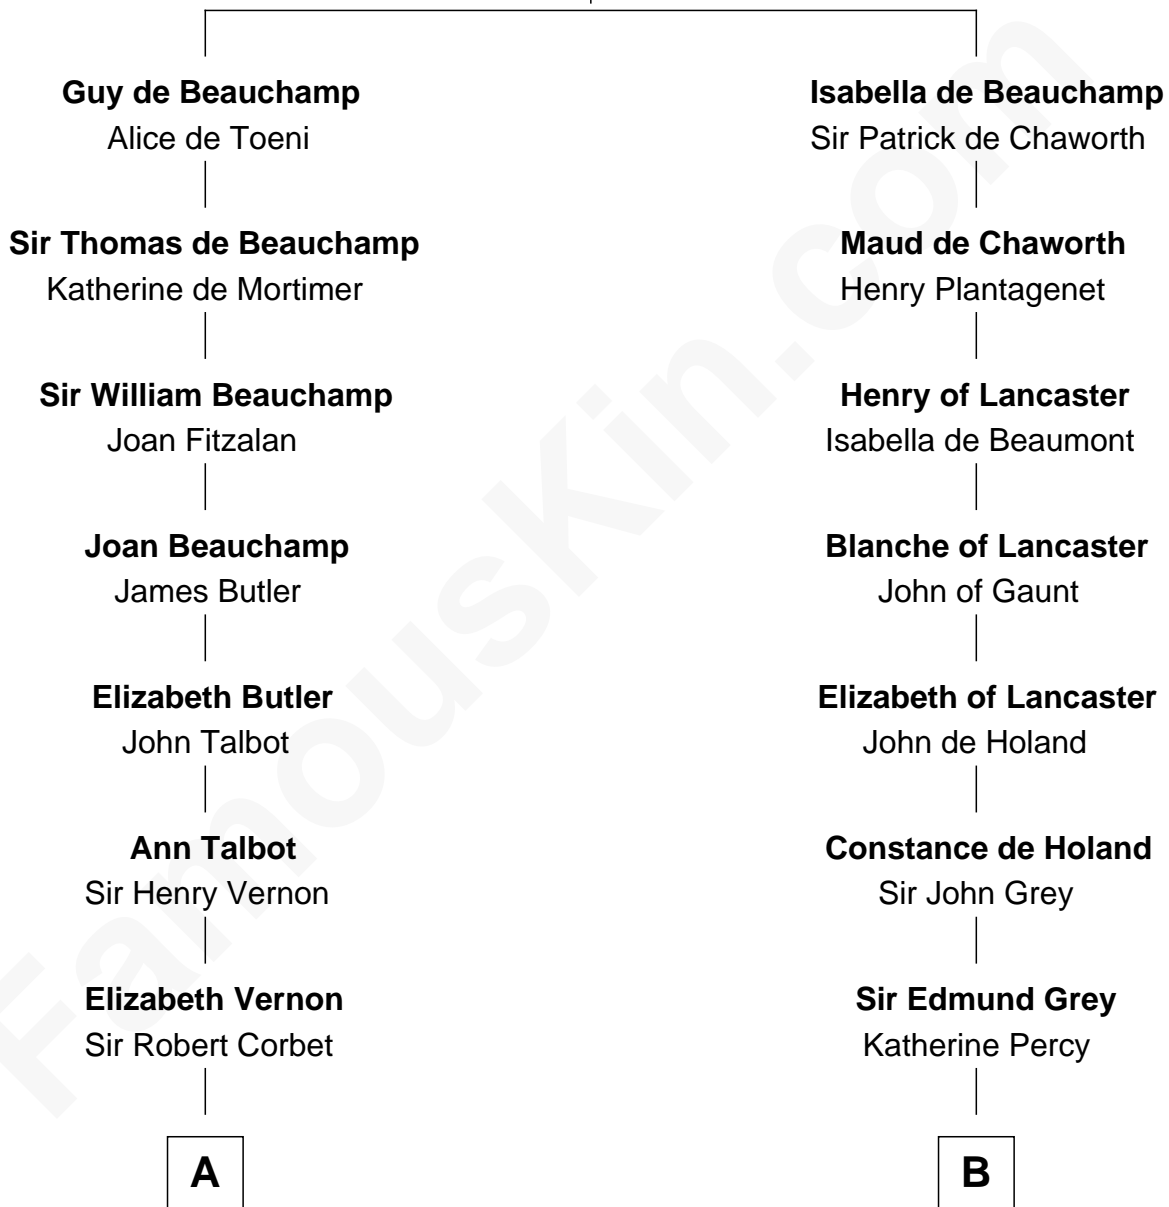 Guy de Beauchamp
Alice de Toeni
Isabella de Beauchamp
Sir Patrick de Chaworth
Sir Thomas de Beauchamp
Katherine de Mortimer
Maud de Chaworth
Henry Plantagenet
Sir William Beauchamp
Joan Fitzalan
Henry of Lancaster
Isabella de Beaumont
Joan Beauchamp
James Butler
Blanche of Lancaster
John of Gaunt
Elizabeth Butler
John Talbot
Elizabeth of Lancaster
John de Holand
Ann Talbot
Sir Henry Vernon
Constance de Holand
Sir John Grey
Elizabeth Vernon
Sir Robert Corbet
Sir Edmund Grey
Katherine Percy
A
B
FamousKin.com